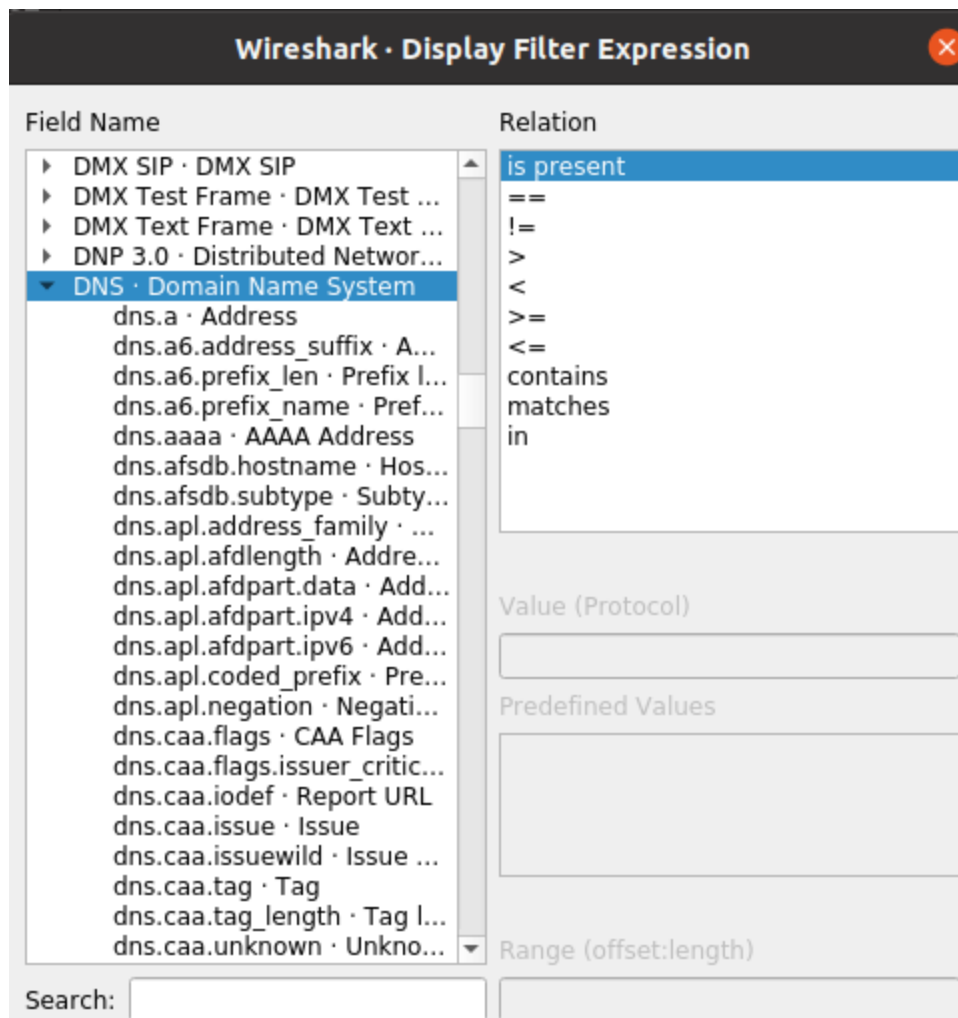 Wireshark · Display Filter Expression
Field Name
DMX SIP · DMX SIP
DMX Test Frame · DMX Test ...
DMX Text Frame · DMX Text ...
DNP 3.0 · Distributed Networ...
DNS · Domain Name System
dns.a · Address
dns.a6.address_suffix · A...
dns.a6.prefix_len · Prefix l...
dns.a6.prefix_name · Pref...
dns.aaaa · AAAA Address
dns.afsdb.hostname · Hos...
dns.afsdb.subtype · Subty...
dns.apl.address_family · ...
dns.apl.afdlength · Addre...
dns.apl.afdpart.data · Add...
dns.apl.afdpart.ipv4 · Add...
dns.apl.afdpart.ipv6 · Add...
dns.apl.coded_prefix · Pre...
dns.apl.negation · Negati...
dns.caa.flags · CAA Flags
dns.caa.flags.issuer_critic...
dns.caa.iodef · Report URL
dns.caa.issue · Issue
dns.caa.issuewild · Issue ...
dns.caa.tag · Tag
dns.caa.tag_length · Tag l...
dns.caa.unknown · Unkno...
Search:
Relation
is present
==
!=
>
<
>=
<=
contains
matches
in
Value (Protocol)
Predefined Values
Range (offset:length)